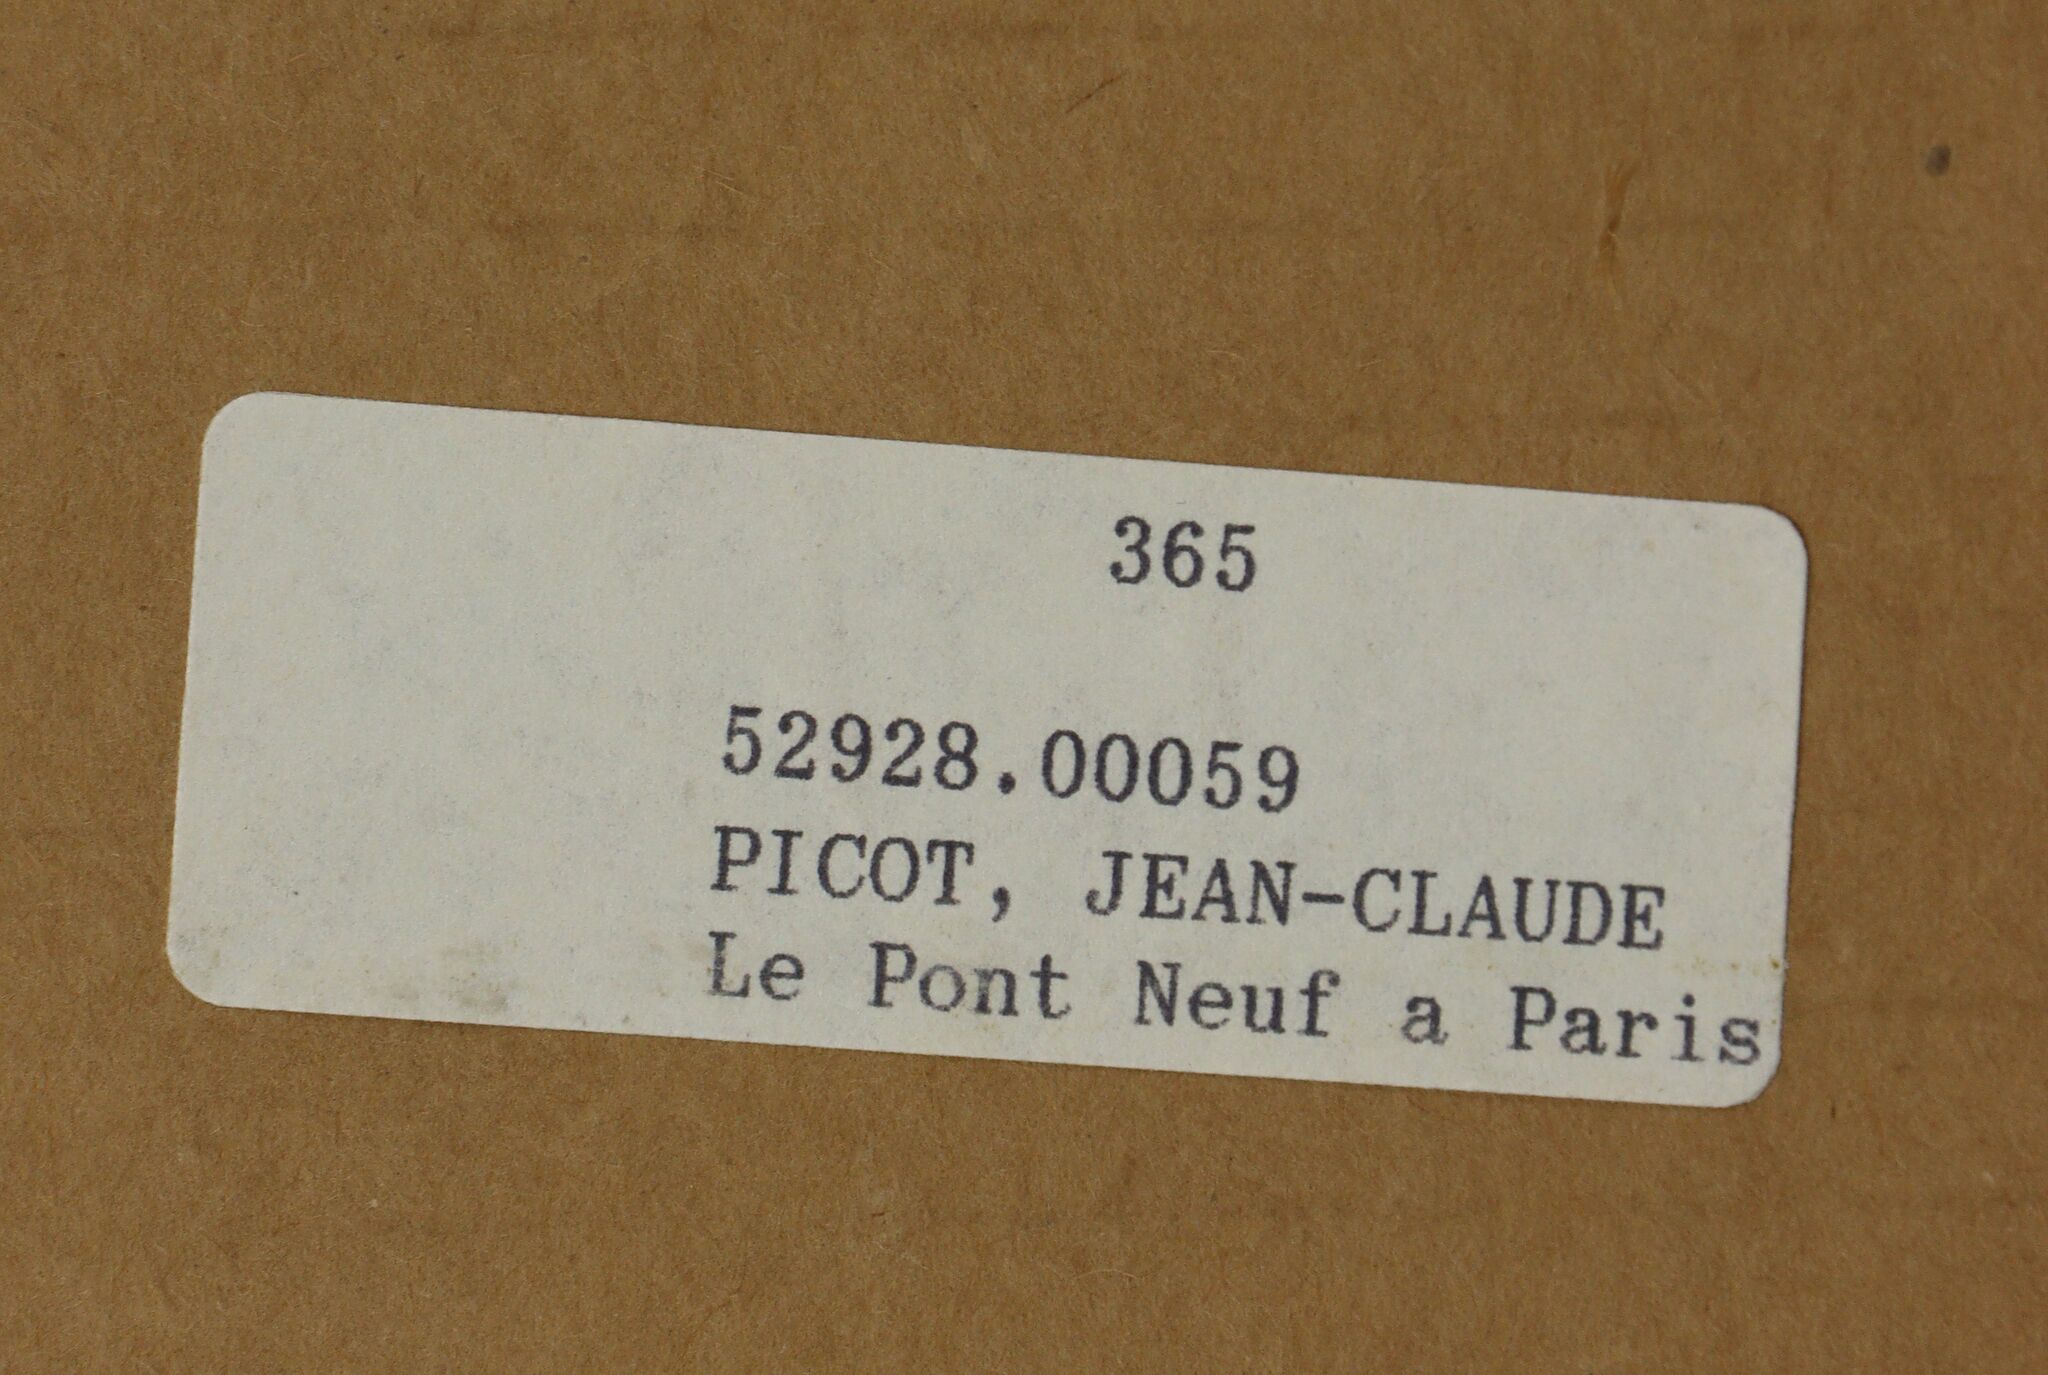 365
52928.00059
PICOT, JEAN-CLAUDE
Le Pont Neuf a Paris